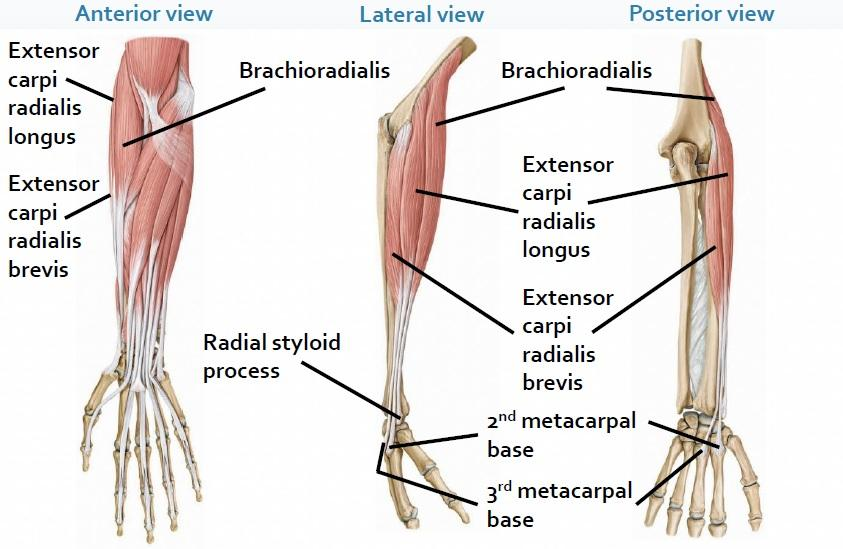 Anterior view
Lateral view
Posterior view
Extensor
carpi
radialis
longus
Brachioradialis
Brachioradialis
Extensor
carpi
radialis
brevis
Extensor
carpi
radialis
longus
Extensor
carpi
radialis
brevis
Radial styloid
process
2nd metacarpal
base
3rd metacarpal
base